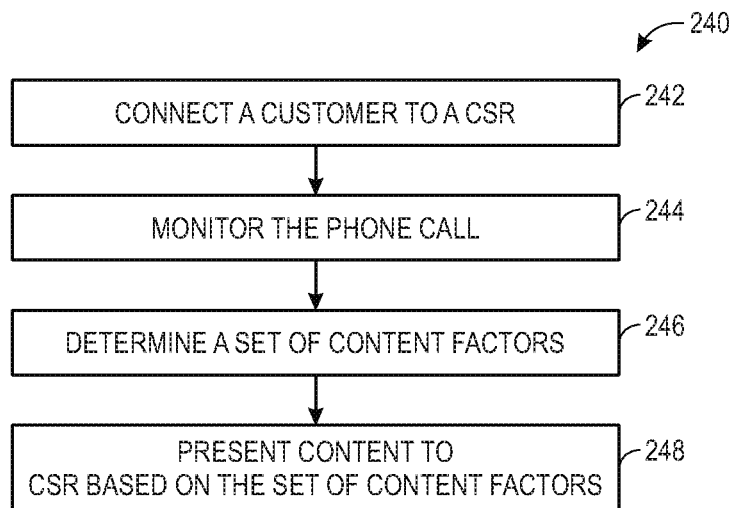 240
CONNECT A CUSTOMER TO A CSR
242
MONITOR THE PHONE CALL
244
DETERMINE A SET OF CONTENT FACTORS
246
PRESENT CONTENT TO
CSR BASED ON THE SET OF CONTENT FACTORS
248